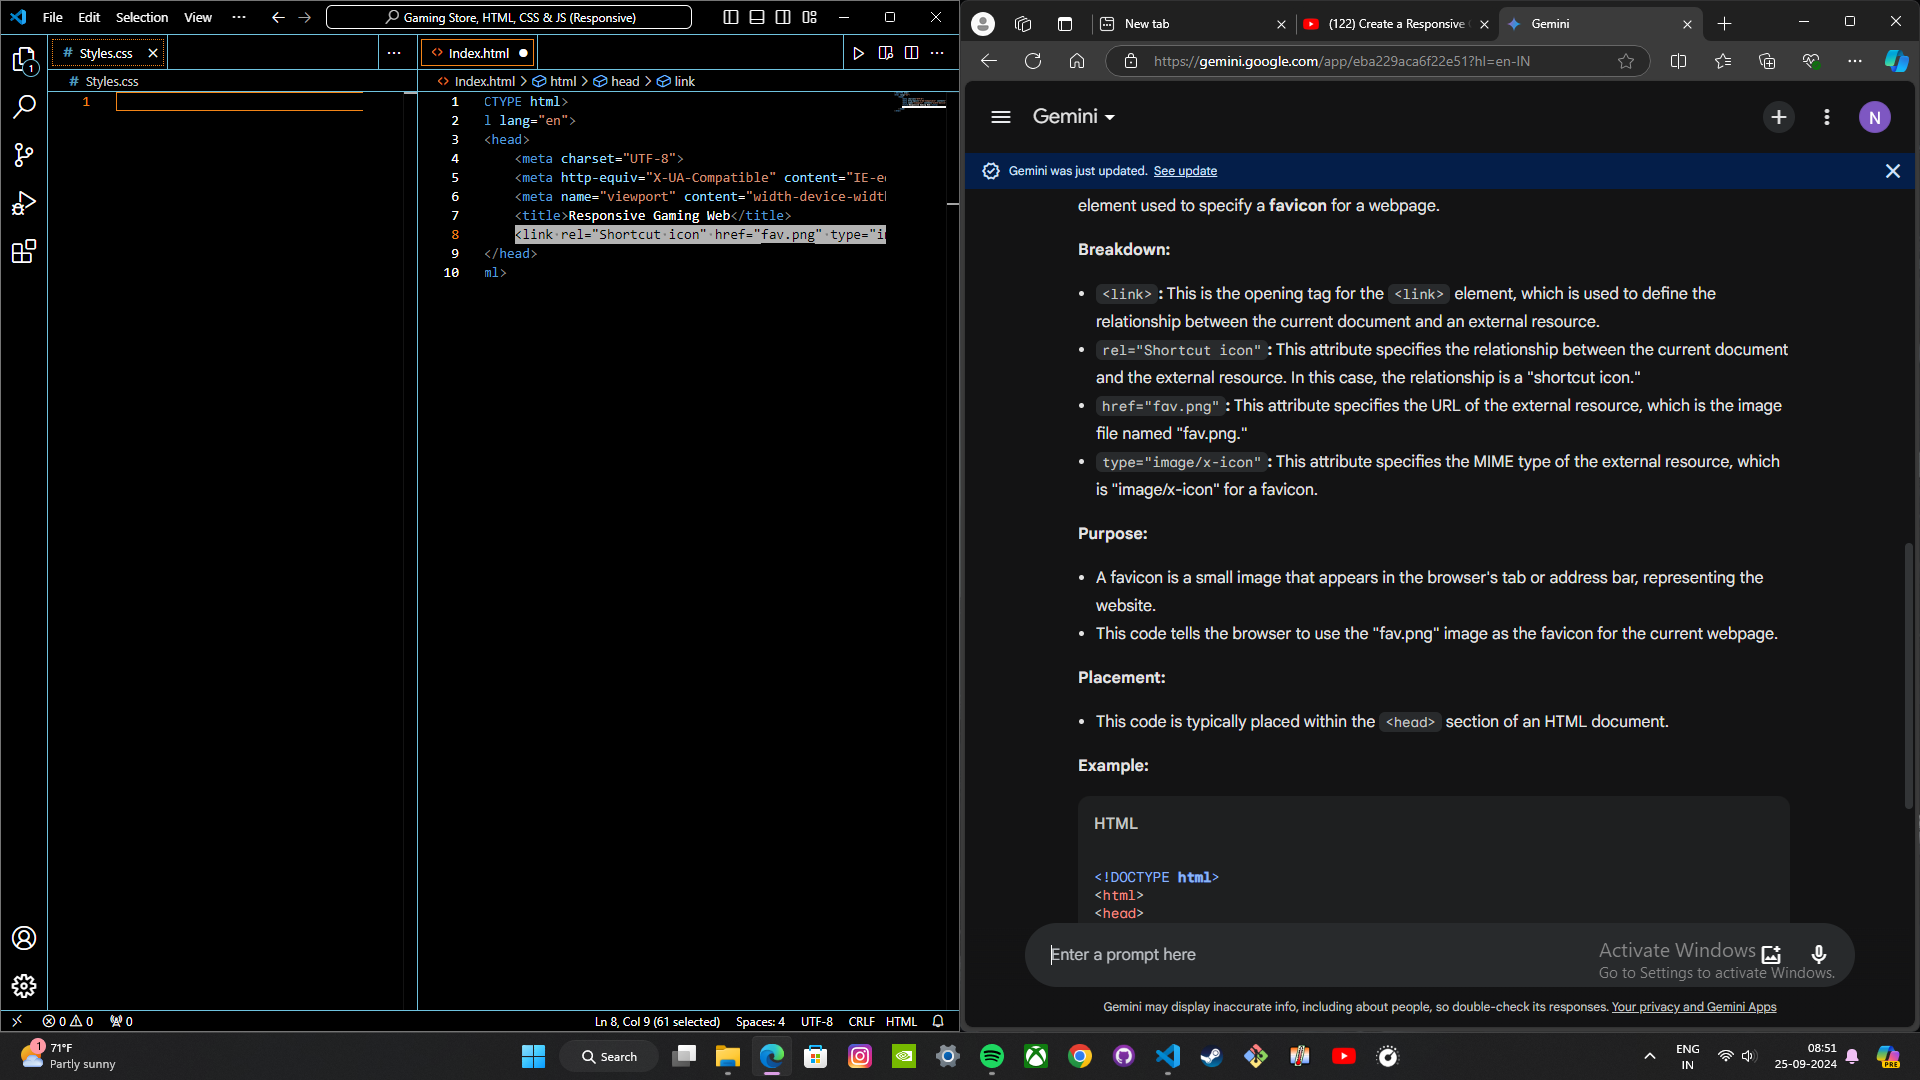 File Edit Selection View ··· Gaming Store, HTML, CSS & JS (Responsive)
# Styles.css
# Styles.css
1
<> Index.html
<> Index.html > html > head > link
1 CTYPE html>
2 l lang="en">
3 <head>
4 <meta charset="UTF-8">
5 <meta http-equiv="X-UA-Compatible" content="IE-e
6 <meta name="viewport" content="width-device-widt
7 <title>Responsive Gaming Web</title>
8 <link·rel="Shortcut·icon"·href="fav.png"·type="i
9 </head>
10 ml>
1
0 0 0
Ln 8, Col 9 (61 selected) Spaces: 4 UTF-8 CRLF HTML
New tab
(122) Create a Responsive
Gemini
https://gemini.google.com/app/eba229aca6f22e51?hl=en-IN
Gemini
N
Gemini was just updated. See update
element used to specify a favicon for a webpage.
Breakdown:
• <link>: This is the opening tag for the <link> element, which is used to define the
relationship between the current document and an external resource.
• rel="Shortcut icon": This attribute specifies the relationship between the current document
and the external resource. In this case, the relationship is a "shortcut icon."
• href="fav.png": This attribute specifies the URL of the external resource, which is the image
file named "fav.png."
• type="image/x-icon": This attribute specifies the MIME type of the external resource, which
is "image/x-icon" for a favicon.
Purpose:
• A favicon is a small image that appears in the browser's tab or address bar, representing the
website.
• This code tells the browser to use the "fav.png" image as the favicon for the current webpage.
Placement:
• This code is typically placed within the <head> section of an HTML document.
Example:
HTML
<!DOCTYPE html>
<html>
<head>
Enter a prompt here
Activate Windows
Go to Settings to activate Windows.
Gemini may display inaccurate info, including about people, so double-check its responses. Your privacy and Gemini Apps
1
71°F
Partly sunny
Search
ENG
IN
08:51
25-09-2024
PRE